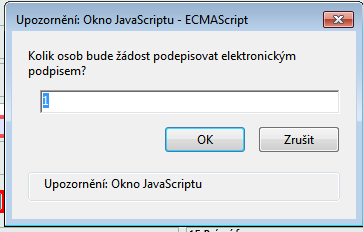 Upozornění: Okno JavaScriptu - ECMAScript
Kolik osob bude žádost podepisovat elektronickým
podpisem?
1
OK Zrušit
Upozornění: Okno JavaScriptu